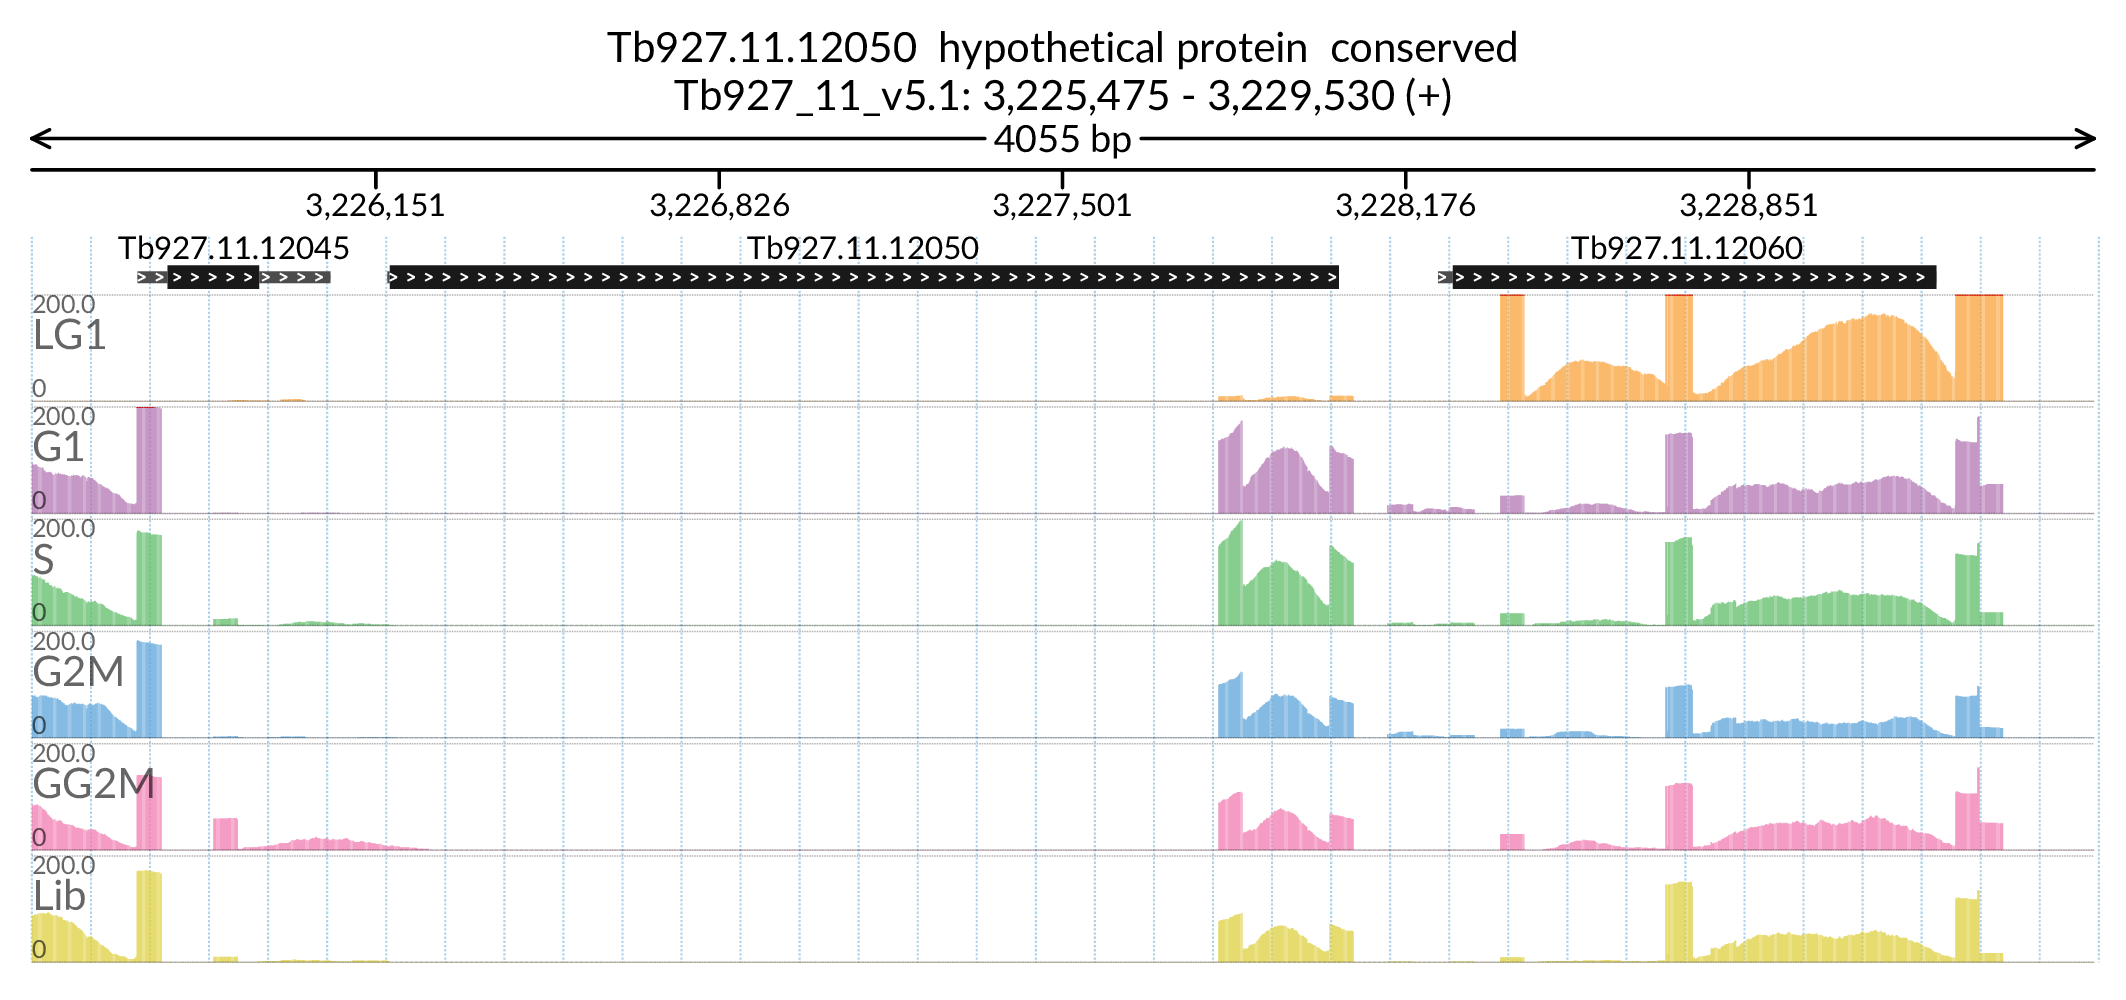 Tb927.11.12050  hypothetical protein  conserved
Tb927_11_v5.1: 3,225,475 - 3,229,530 (+)
4055 bp
3,226,151 3,226,826 3,227,501 3,228,176 3,228,851
Tb927.11.12045 Tb927.11.12050 Tb927.11.12060
200.0
LG1
0
200.0
G1
0
200.0
S
0
200.0
G2M
0
200.0
GG2M
0
200.0
Lib
0